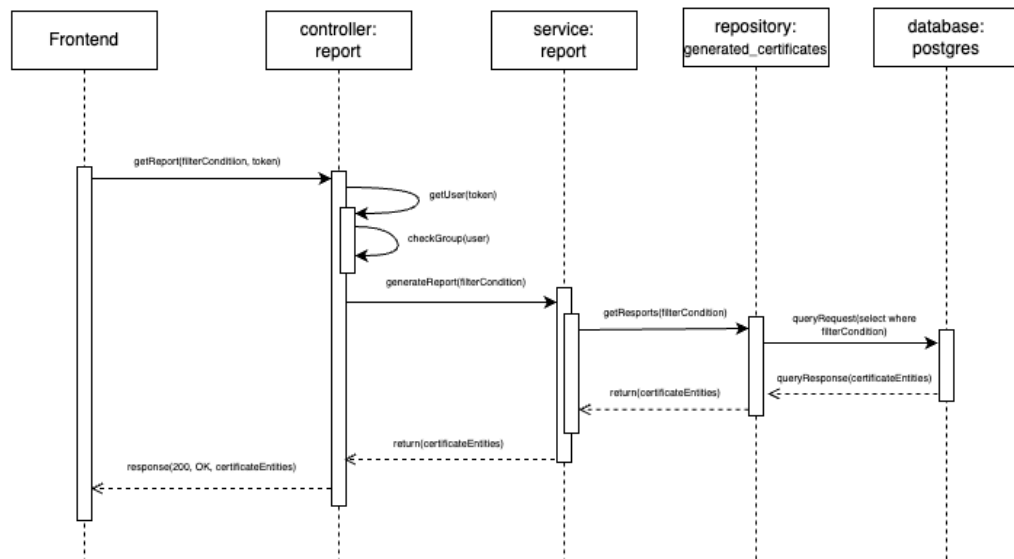 Frontend
controller:
report
service:
report
repository:
generated_certificates
database:
postgres
getReport(filterConditiion, token)
getUser(token)
checkGroup(user)
generateReport(filterCondition)
getResports(filterCondition)
queryRequest(select where
filterCondition)
queryResponse(certificateEntities)
return(certificateEntities)
return(certificateEntities)
response(200, OK, certificateEntities)